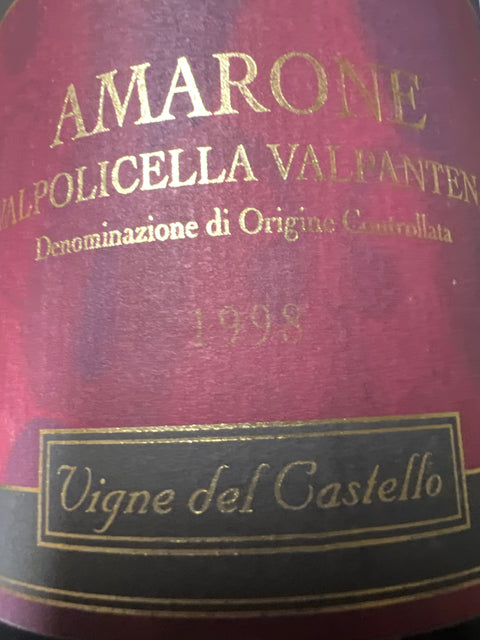 AMARONE
VALPOLICELLA VALPANTEN
Denominazione di Origine Controllata
1998
Vigne del Castello